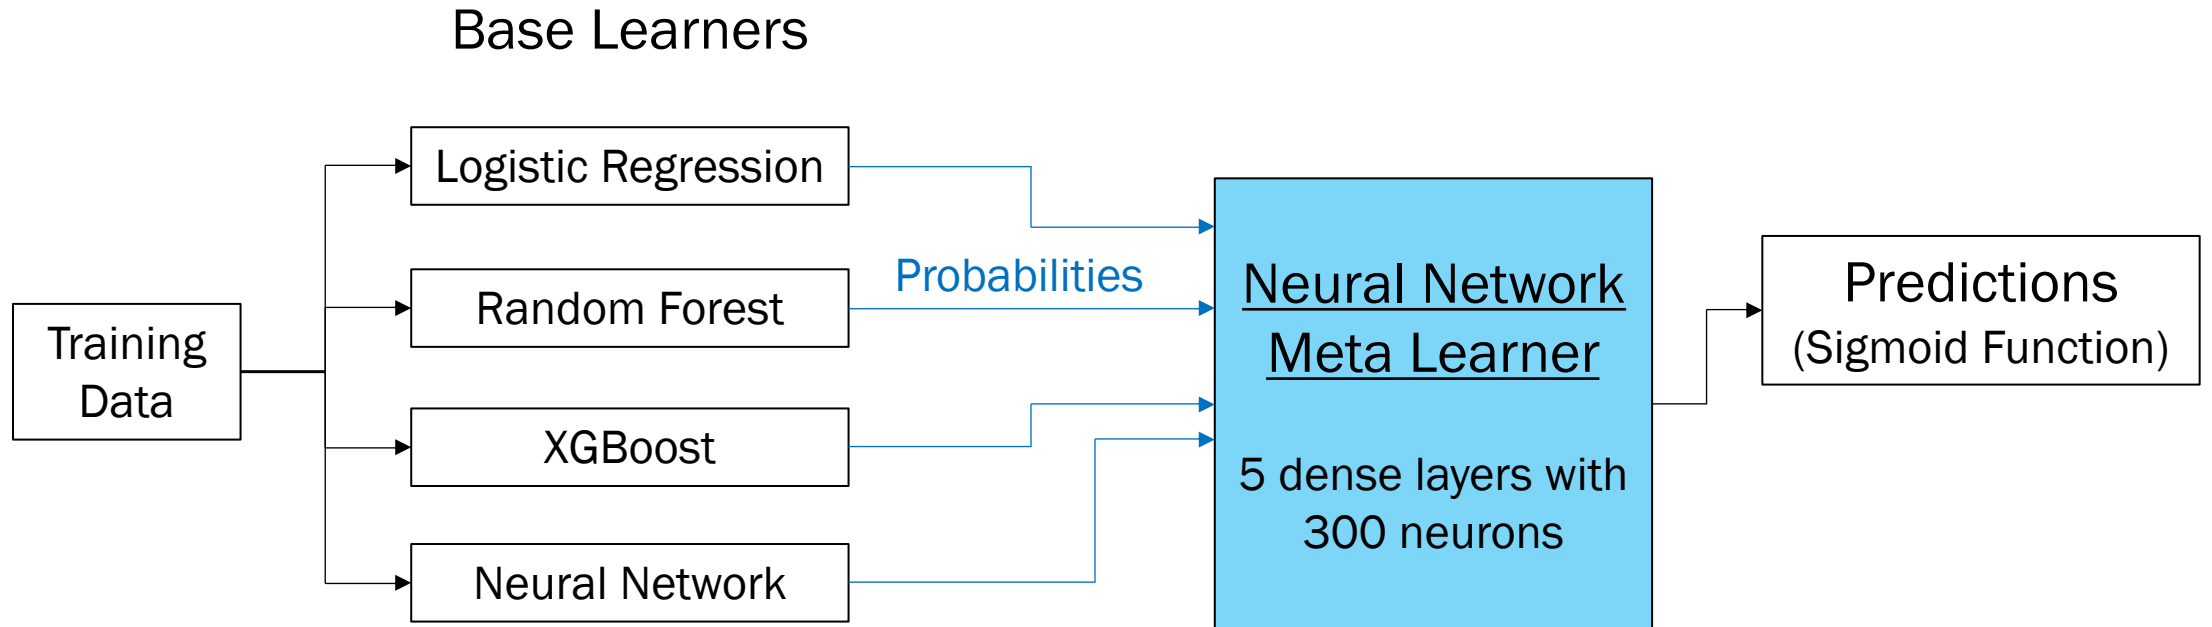 Base Learners
Training
Data
Logistic Regression
Random Forest
XGBoost
Neural Network
Probabilities
Neural Network
Meta Learner
5 dense layers with
300 neurons
Predictions
(Sigmoid Function)